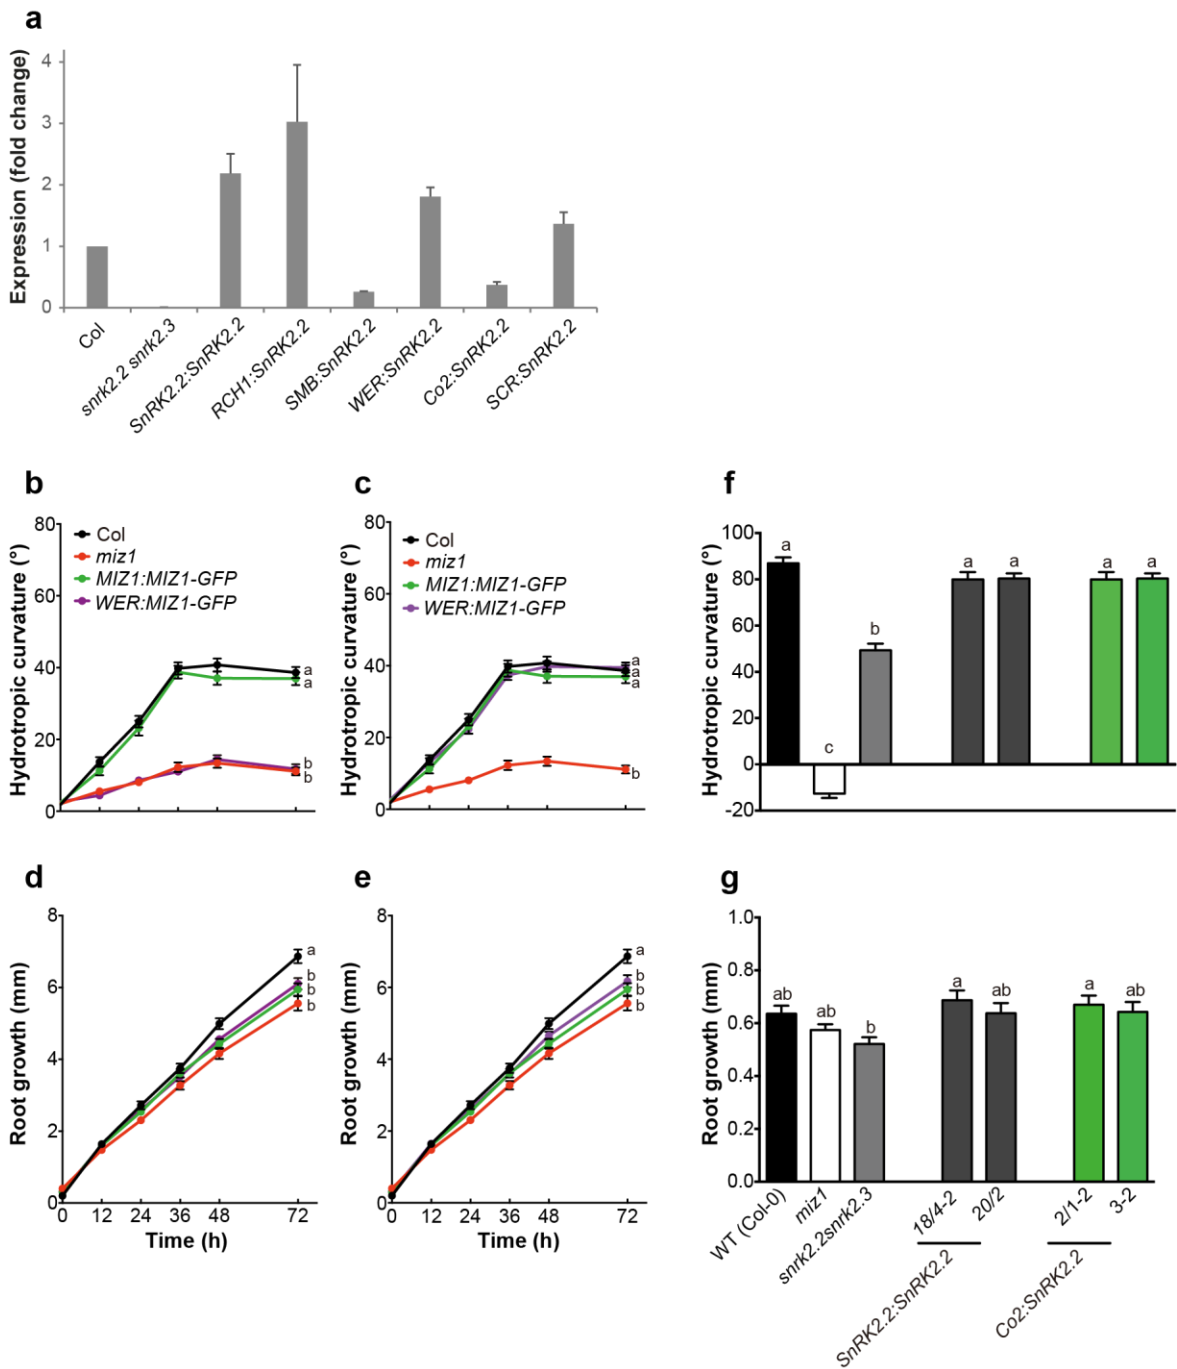 a
Expression (fold change)
4
3
2
1
0
Col
snrk2.2 snrk2.3
SnRK2.2:SnRK2.2
RCH1:SnRK2.2
SMB:SnRK2.2
WER:SnRK2.2
Co2:SnRK2.2
SCR:SnRK2.2
b
Hydrotropic curvature (°)
80
60
40
20
0
Col
miz1
MIZ1:MIZ1-GFP
WER:MIZ1-GFP
a
a
b
b
c
Hydrotropic curvature (°)
80
60
40
20
0
Col
miz1
MIZ1:MIZ1-GFP
WER:MIZ1-GFP
a
a
a
b
f
Hydrotropic curvature (°)
100
80
60
40
20
0
-20
a
c
b
a
a
a
a
d
Root growth (mm)
8
6
4
2
0
a
b
b
b
0
12
24
36
48
72
Time (h)
e
Root growth (mm)
8
6
4
2
0
a
b
b
b
0
12
24
36
48
72
Time (h)
g
Root growth (mm)
1.0
0.8
0.6
0.4
0.2
0.0
ab
ab
b
a
ab
a
ab
WT (Col-0)
miz1
snrk2.2snrk2.3
18/4-2
20/2
2/1-2
3-2
SnRK2.2:SnRK2.2
Co2:SnRK2.2